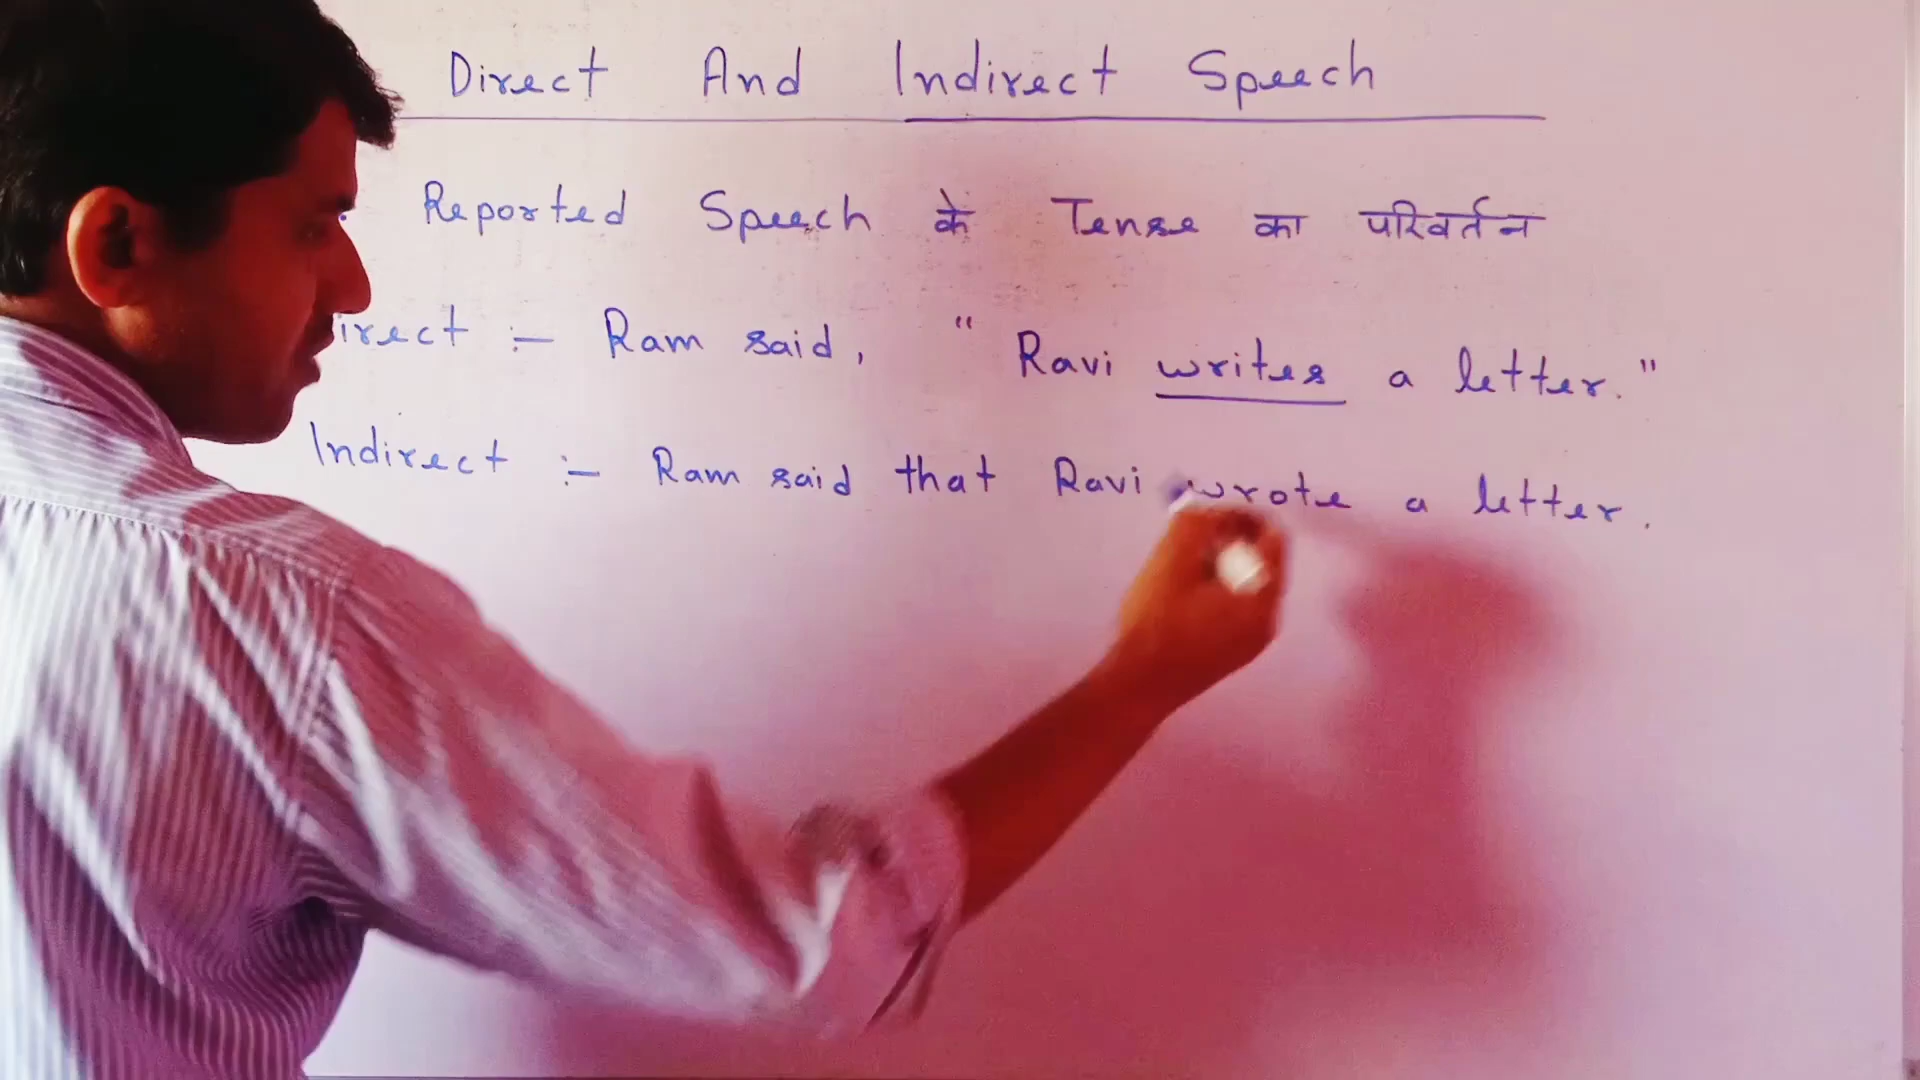 Direct And Indirect Speech
Reported Speech के Tense का परिवर्तन
irect :- Ram said, "Ravi writes a letter."
Indirect :- Ram said that Ravi wrote a letter.